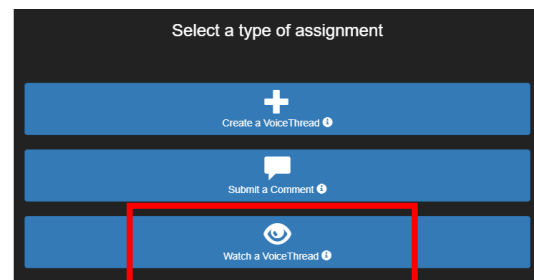 Select a type of assignment
Create a VoiceThread
Submit a Comment
Watch a VoiceThread